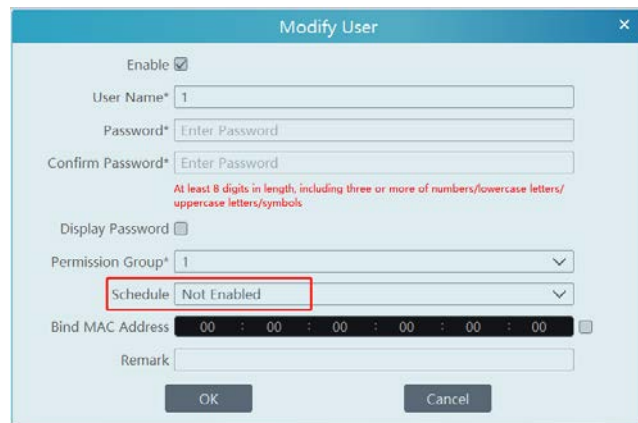 Modify User ×
Enable
User Name* 1
Password* Enter Password
Confirm Password* Enter Password
At least 8 digits in length, including three or more of numbers/lowercase letters/
uppercase letters/symbols
Display Password
Permission Group* 1
Schedule Not Enabled
Bind MAC Address 00 : 00 : 00 : 00 : 00 : 00
Remark
OK Cancel